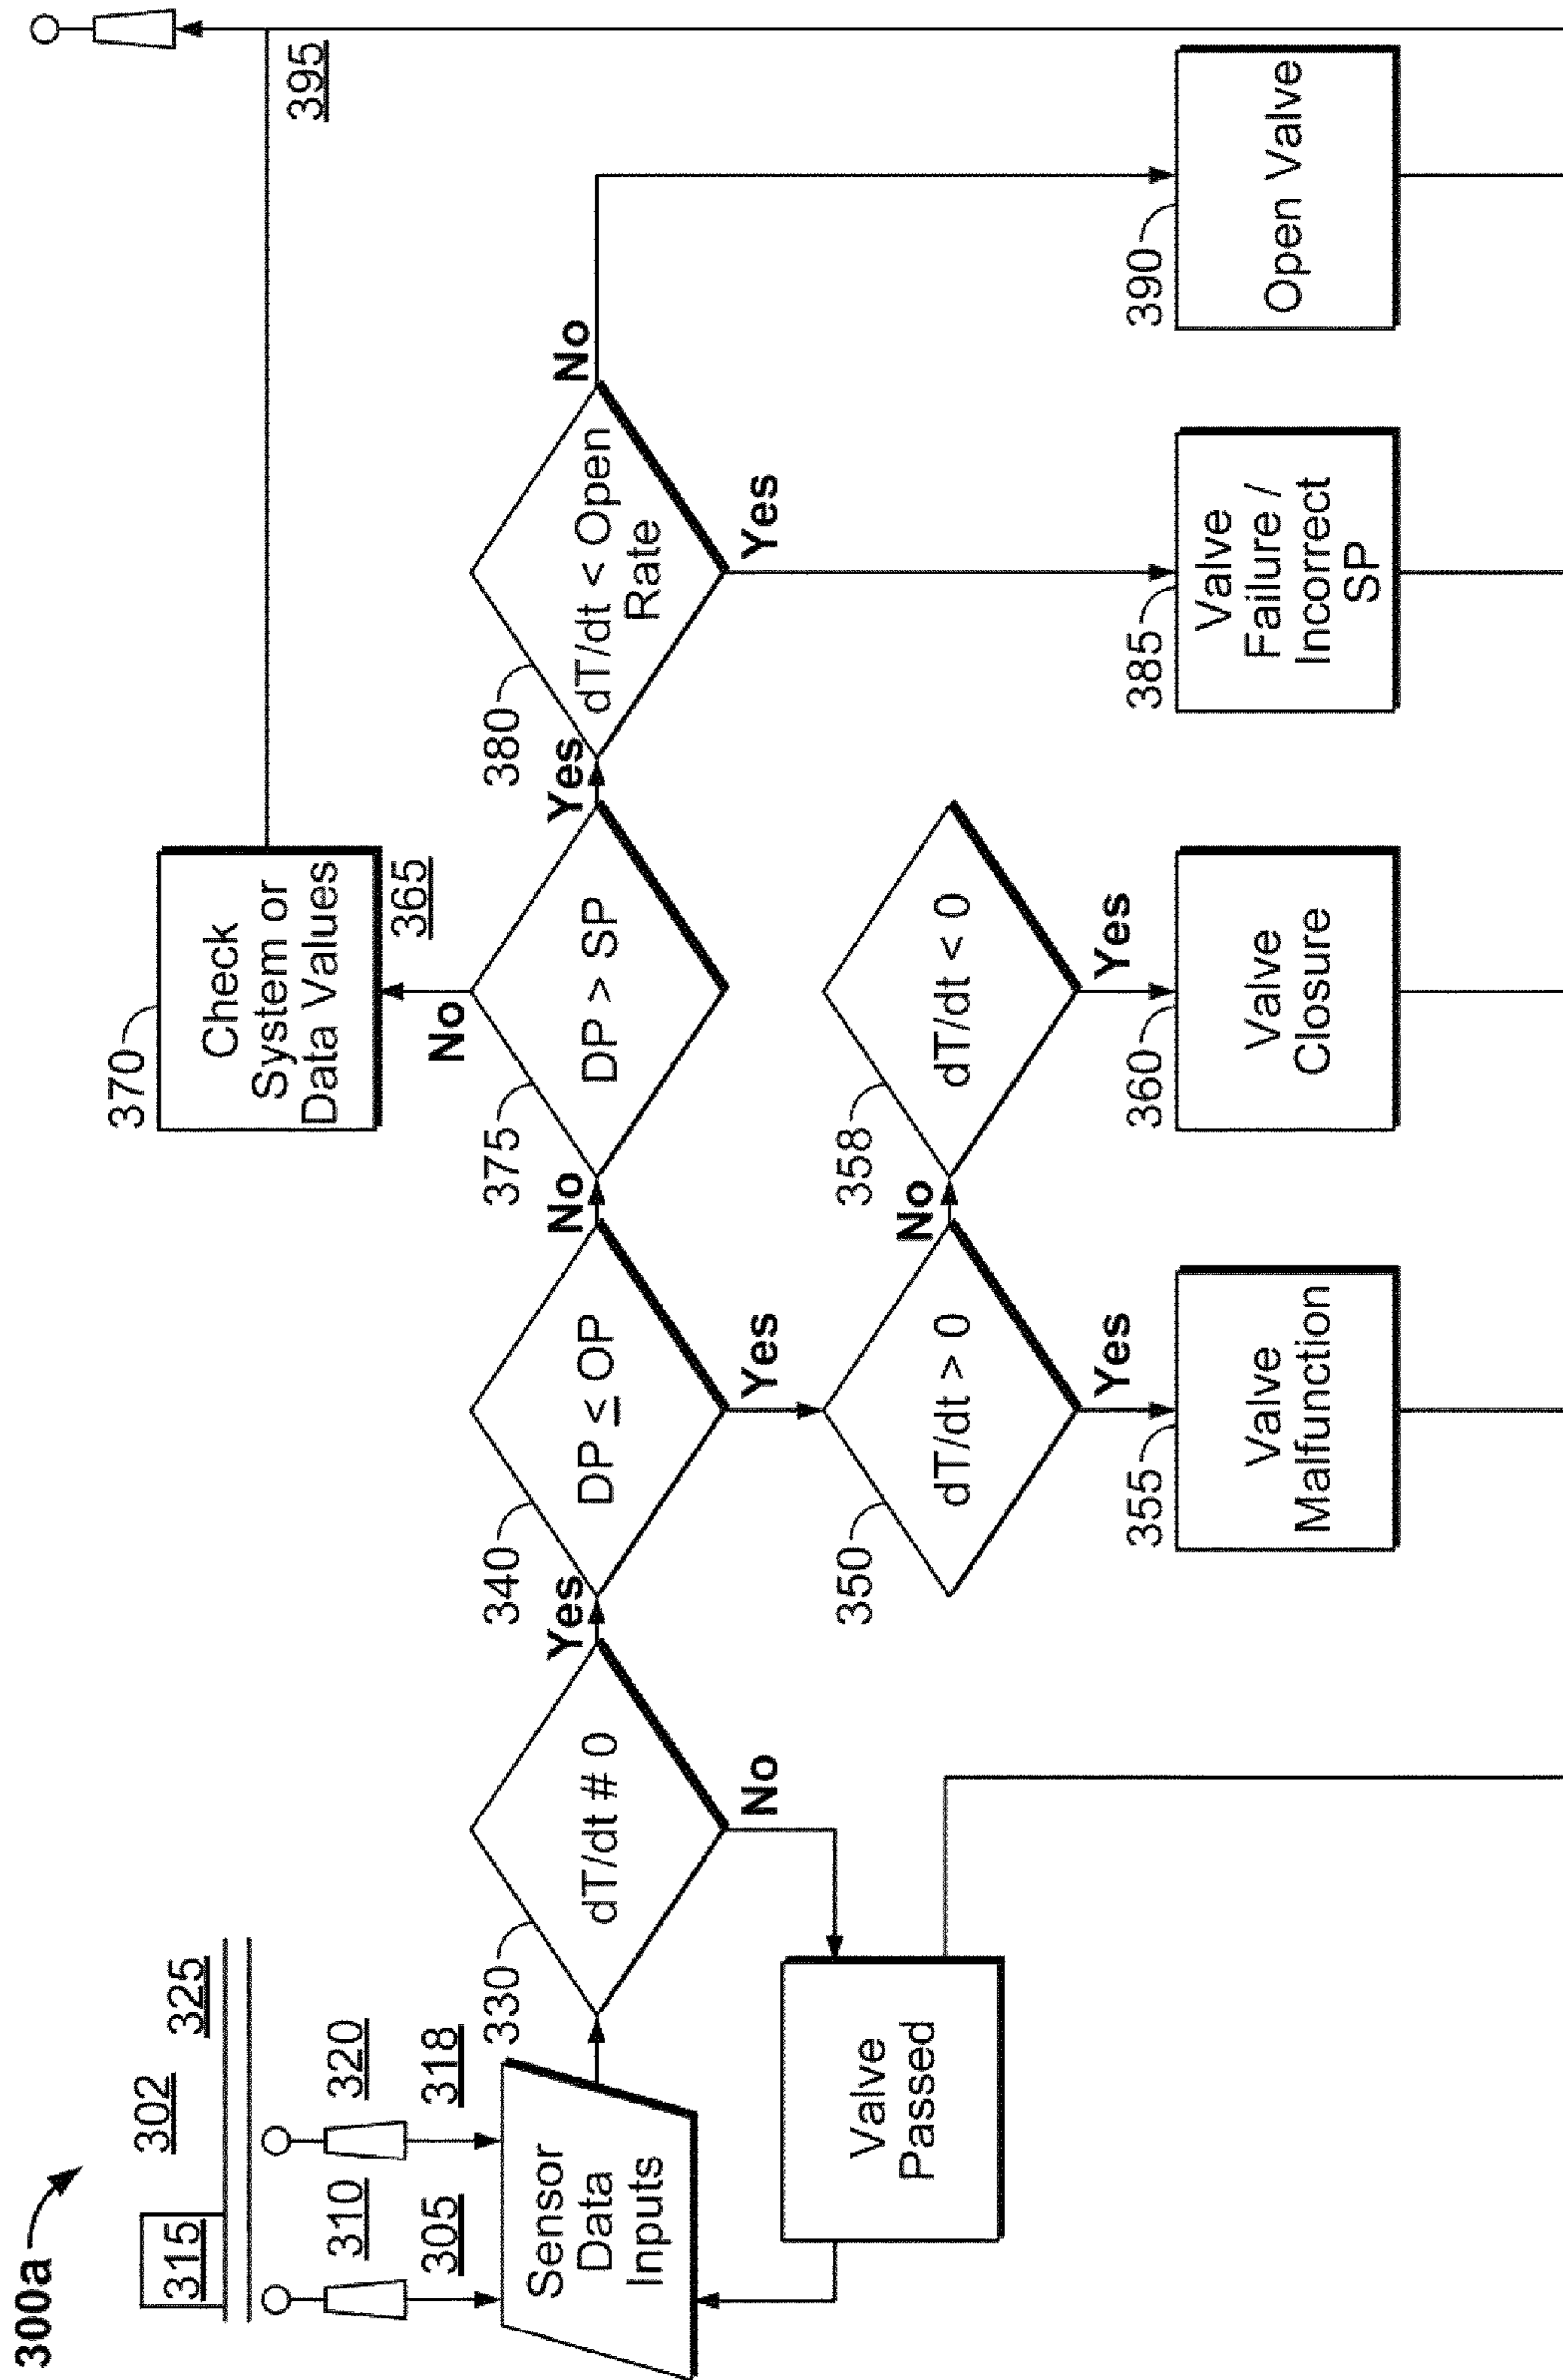 300a
315
302
325
310
320
305
318
Sensor
Data
Inputs
330
dT/dt # 0
Yes
No
Valve
Passed
340
DP ≤ OP
No
Yes
350
dT/dt > 0
No
Yes
355
Valve
Malfunction
358
dT/dt < 0
Yes
360
Valve
Closure
370
Check
System or
Data Values
365
No
375
DP > SP
Yes
380
dT/dt < Open
Rate
No
Yes
385
Valve
Failure /
Incorrect
SP
390
Open Valve
395